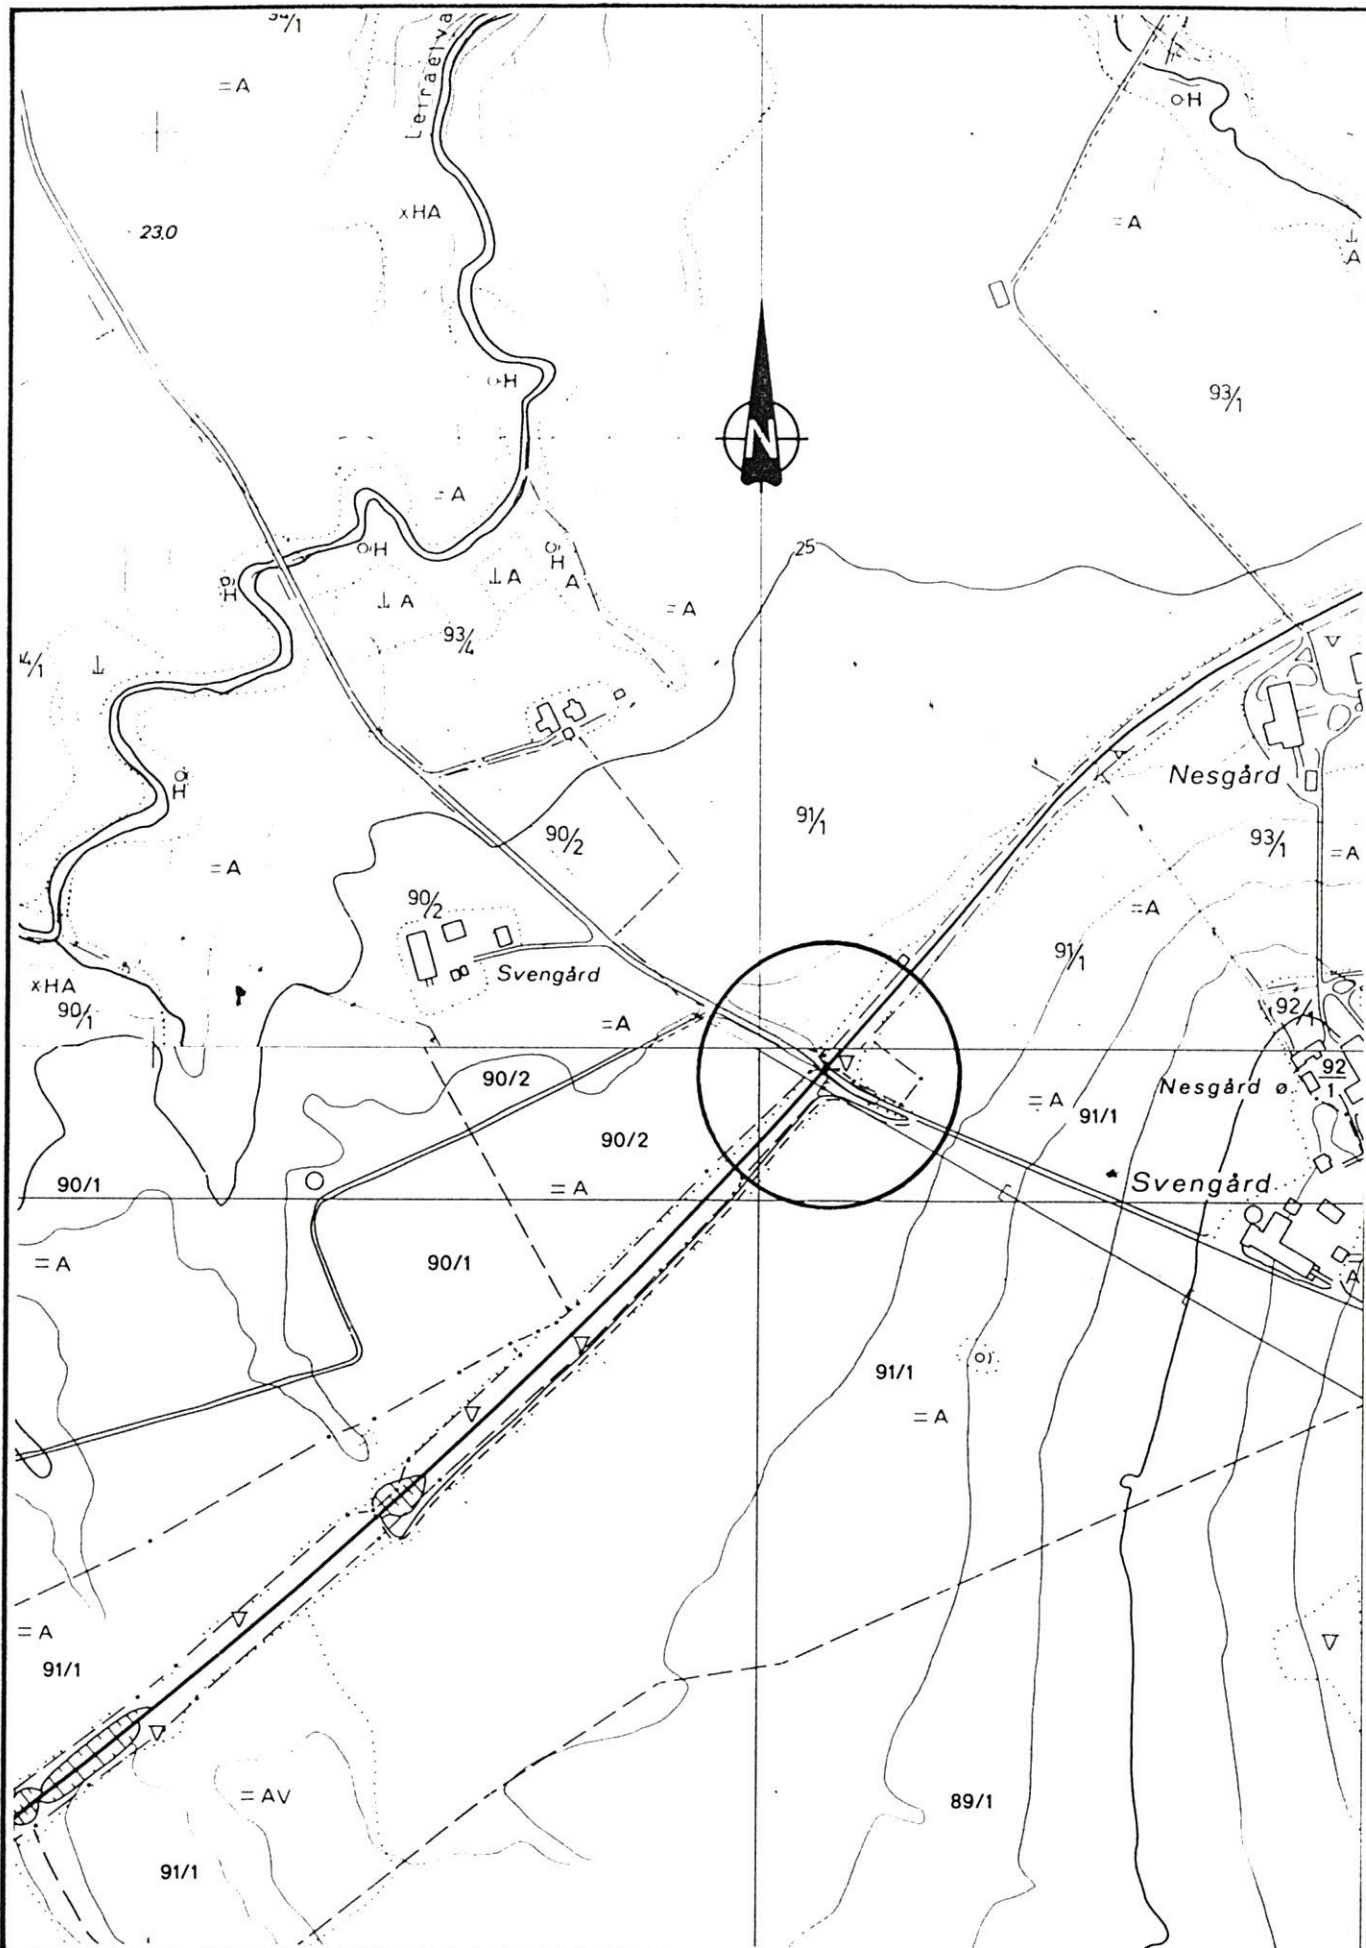 Leiraelva
=A
OH
xHA
=A
23.0
A
93/1
N
OH
=A
25
OH
H
A
A
A
H
=A
93/4
H
Nesgård
91/1
90/2
93/1
=A
=A
90/2
=A
91/1
Svengård
xHA
90/1
=A
92/1
92
1
90/2
Nesgård ø.
=A
91/1
90/2
90/1
=A
Svengård
=A
90/1
A
91/1
=A
=A
91/1
=AV
89/1
91/1